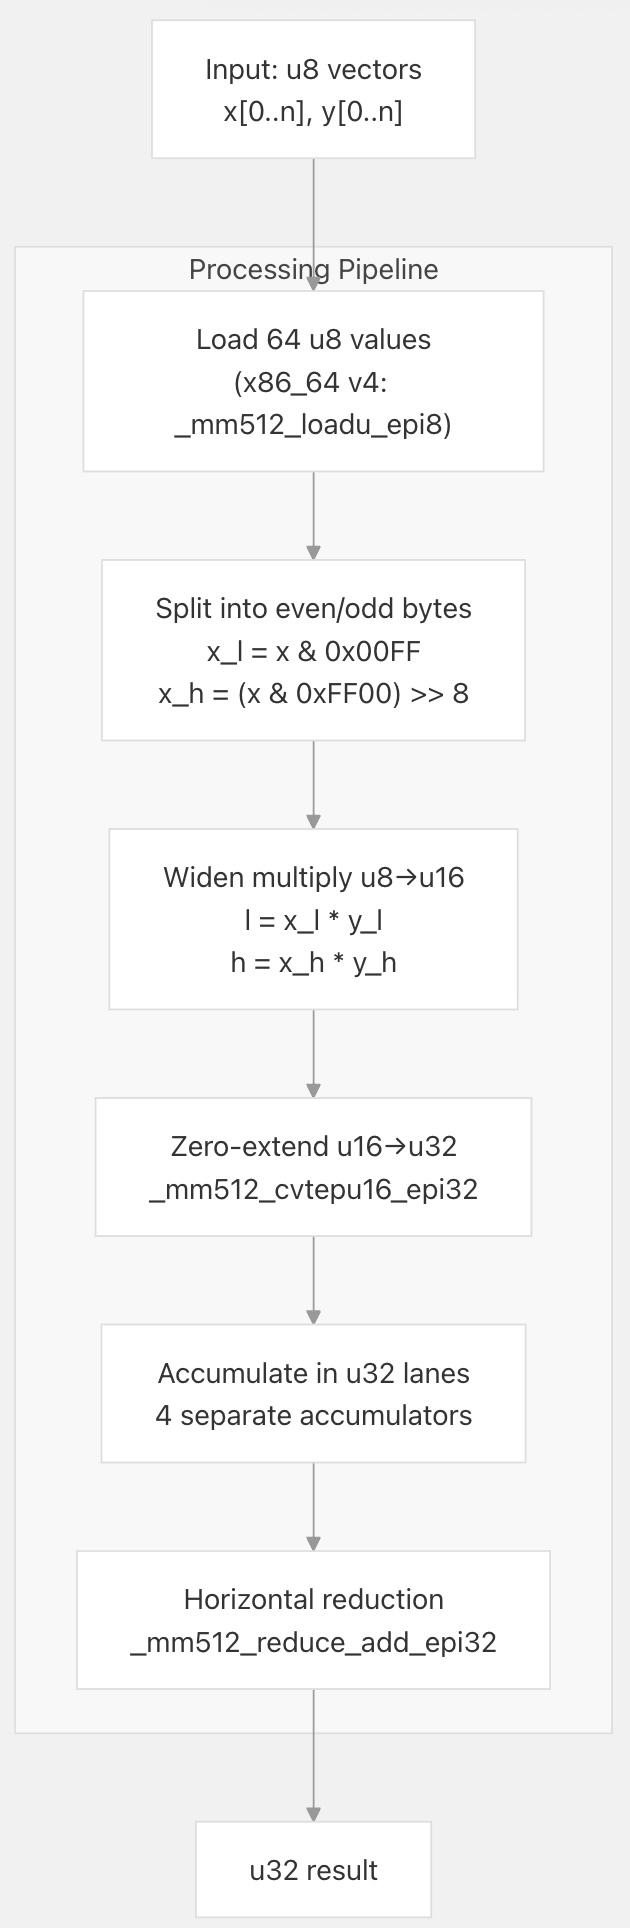 Input: u8 vectors
x[0..n], y[0..n]
Processing Pipeline
Load 64 u8 values
(x86_64 v4:
_mm512_loadu_epi8)
Split into even/odd bytes
x_l = x & 0x00FF
x_h = (x & 0xFF00) >> 8
Widen multiply u8→u16
l = x_l * y_l
h = x_h * y_h
Zero-extend u16→u32
_mm512_cvtepu16_epi32
Accumulate in u32 lanes
4 separate accumulators
Horizontal reduction
_mm512_reduce_add_epi32
u32 result